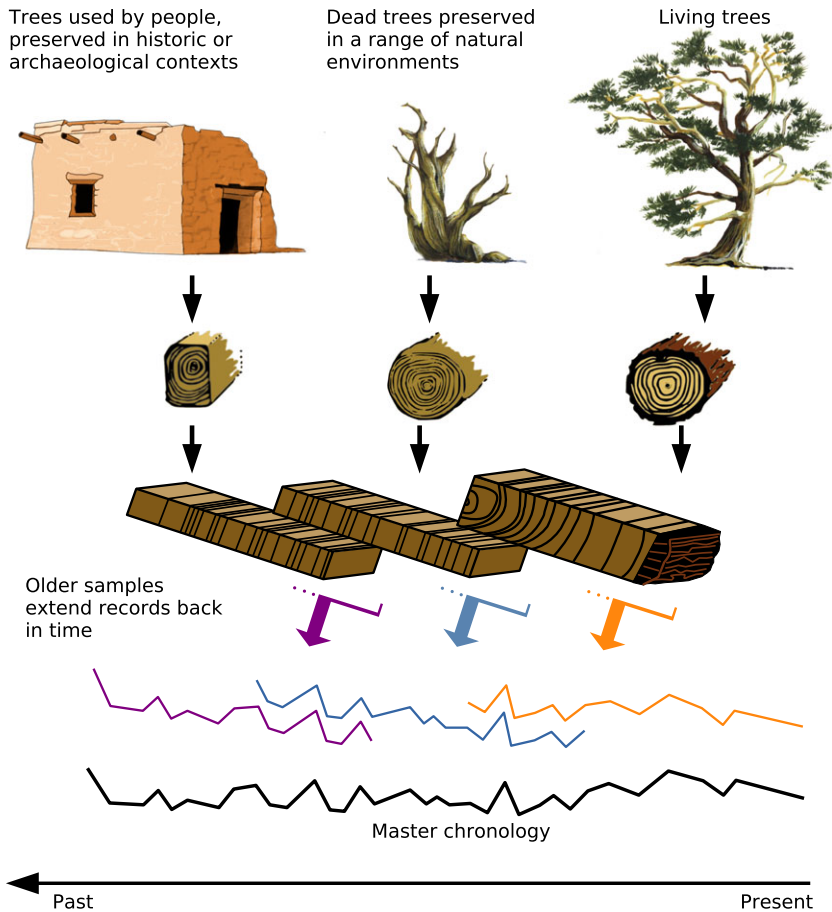 Trees used by people,
preserved in historic or
archaeological contexts
Dead trees preserved
in a range of natural
environments
Living trees
Older samples
extend records back
in time
Master chronology
Past
Present